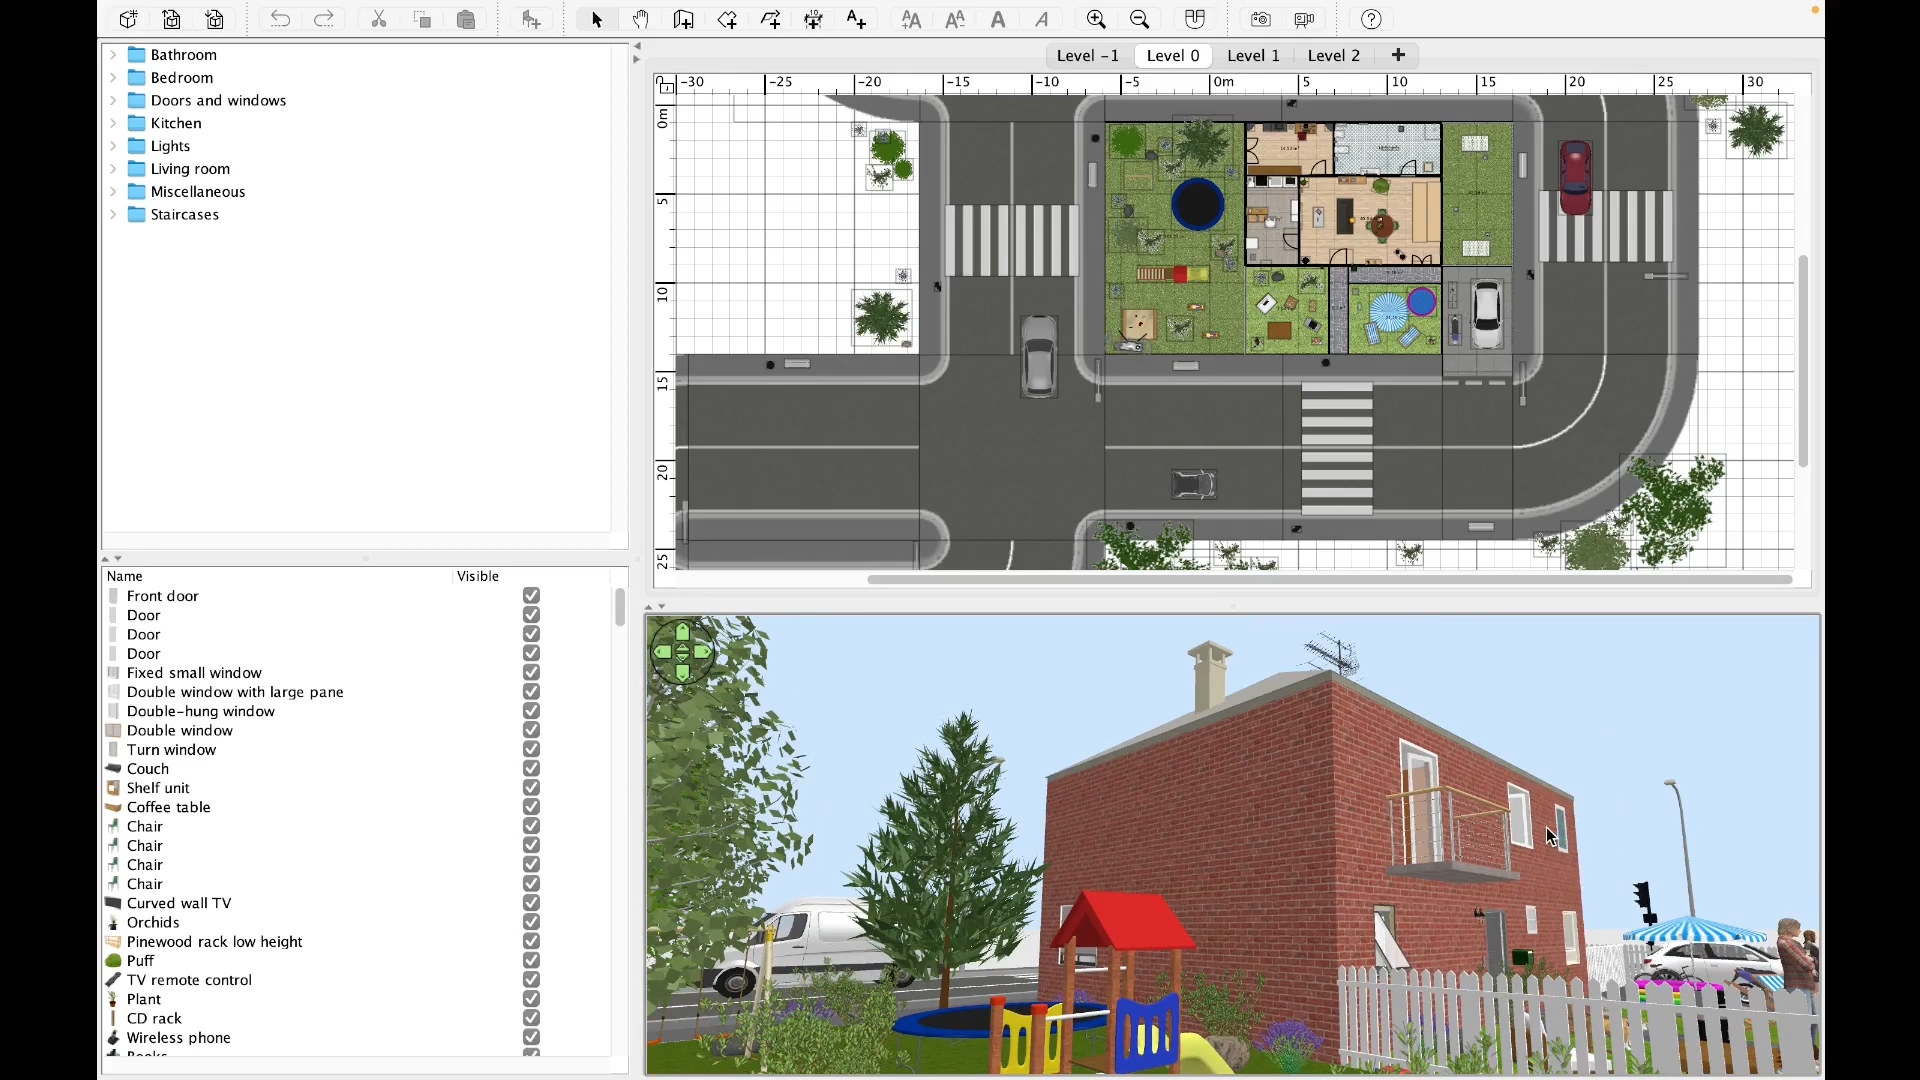 Level -1 Level 0 Level 1 Level 2 +
-30 -25 -20 -15 -10 -5 0m 5 10 15 20 25 30
0m
5
10
15
20
25
Bathroom
Bedroom
Doors and windows
Kitchen
Lights
Living room
Miscellaneous
Staircases
Name Visible
Front door
Door
Door
Door
Fixed small window
Double window with large pane
Double-hung window
Double window
Turn window
Couch
Shelf unit
Coffee table
Chair
Chair
Chair
Chair
Curved wall TV
Orchids
Pinewood rack low height
Puff
TV remote control
Plant
CD rack
Wireless phone
Books